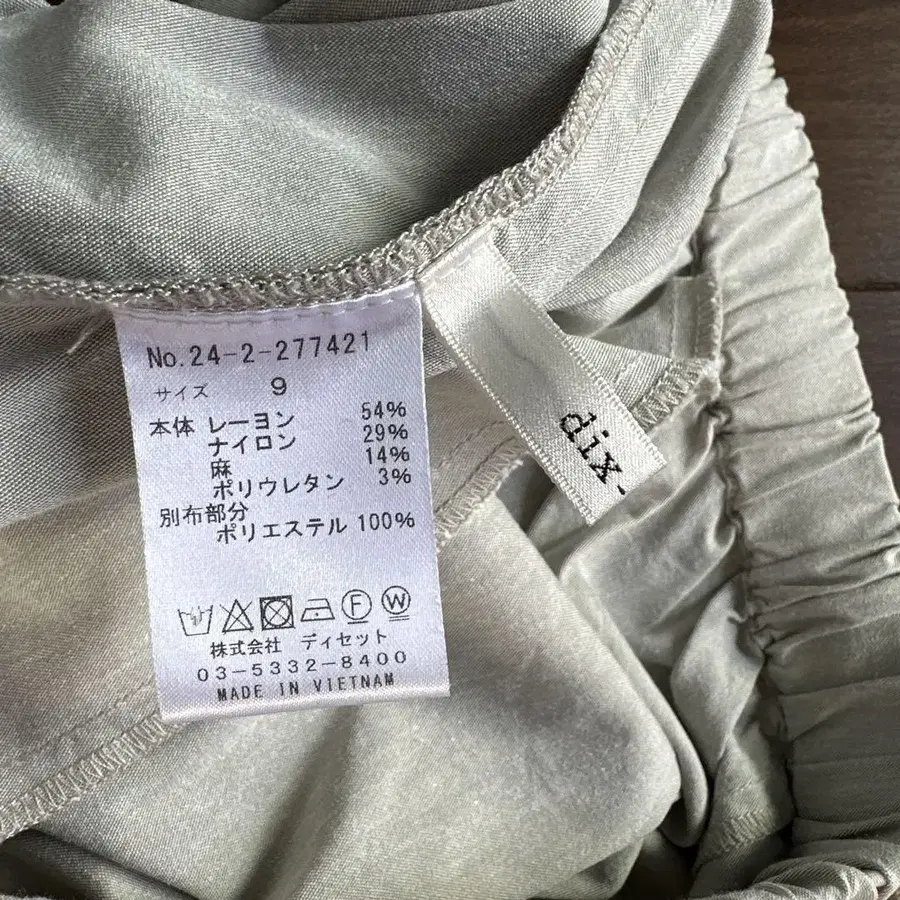 No.24-2-277421
サイズ 9
本体 レーヨン 54%
ナイロン 29%
麻 14%
ポリウレタン 3%
別布部分
ポリエステル 100%
F W
株式会社 ディセット
03-5332-8400
MADE IN VIETNAM
dix-